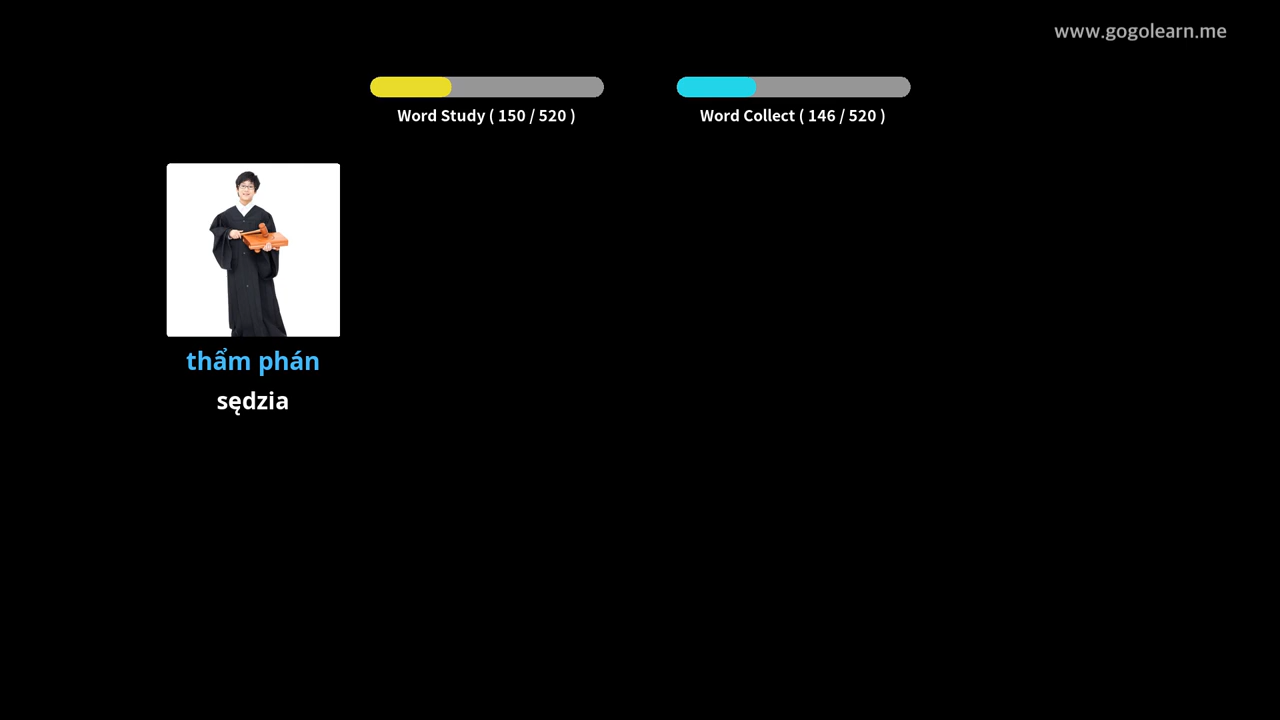 www.gogolearn.me
Word Study ( 150 / 520 )
Word Collect ( 146 / 520 )
thẩm phán
sędzia